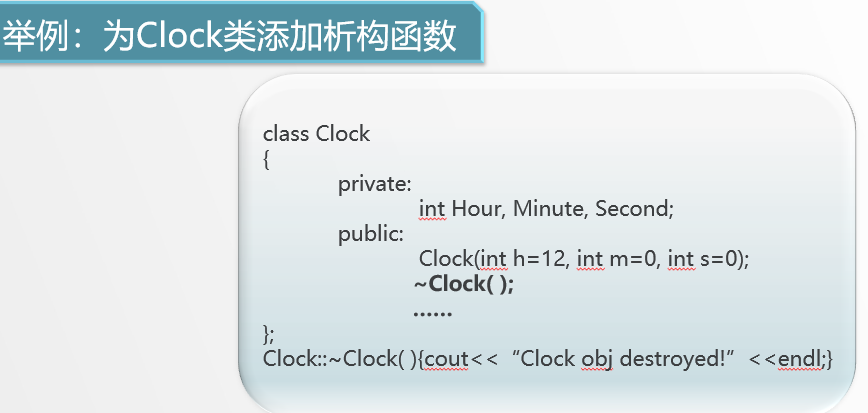 举例：为Clock类添加析构函数
class Clock
{
private:
int Hour, Minute, Second;
public:
Clock(int h=12, int m=0, int s=0);
~Clock( );
……
};
Clock::~Clock( ){cout<< “Clock obj destroyed!” <<endl;}